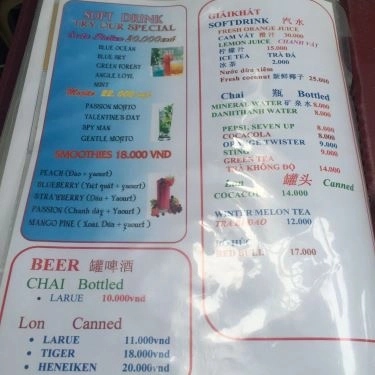 SOFT DRINK
TRY OUR SPECIAL
Soda Italian 30.000vnd
BLUE OCEAN
BLUE SKY
GREEN FORREST
ANGLE LOVE
MINT
Mojito 22.000
PASSION MOJITO
VALENTINE'S DAY
SPY MAN
GENTLE MOJITO
SMOOTHIES 18.000 VND
PEACH (Đào + yaourt)
BLUEBERRY (Việt quất + yaourt)
STRAWBERRY (Dâu + Yaourt)
PASSION (Chanh dây + Yaourt)
MANGO PINE ( Xoài, Dứa + yaourt)
BEER 罐啤酒
CHAI Bottled
• LARUE 10.000vnd
Lon Canned
• LARUE 11.000vnd
• TIGER 18.000vnd
• HENEIKEN 20.000vnd
GIẢI KHÁT
SOFTDRINK 汽水
FRESH ORANGE JUICE
CAM VẮT 橙汁 30.000
LEMON JUICE CHANH VẮT
柠檬汁 15.000
ICE TEA TRÀ ĐÁ
冰茶 2.000
Nước dừa xiêm
Fresh coconut 新鲜椰子 25.000
Chai 瓶 Bottled
MINERAL WATER 矿泉水 8.000
DANHTHANH WATER 8.000
PEPSI, SEVEN UP 8.000
COCACOLA 8.000
ORANGE TWISTER 9.000
STING 9.000
GREEN TEA 9.000
TRÀ KHÔNG ĐỘ 14.000
Lon 罐头 Canned
COCACOLA 14.000
WINTER MELON TEA
TRÀ BÍ ĐAO 12.000
BÒ HÚC
RED BULL 17.000